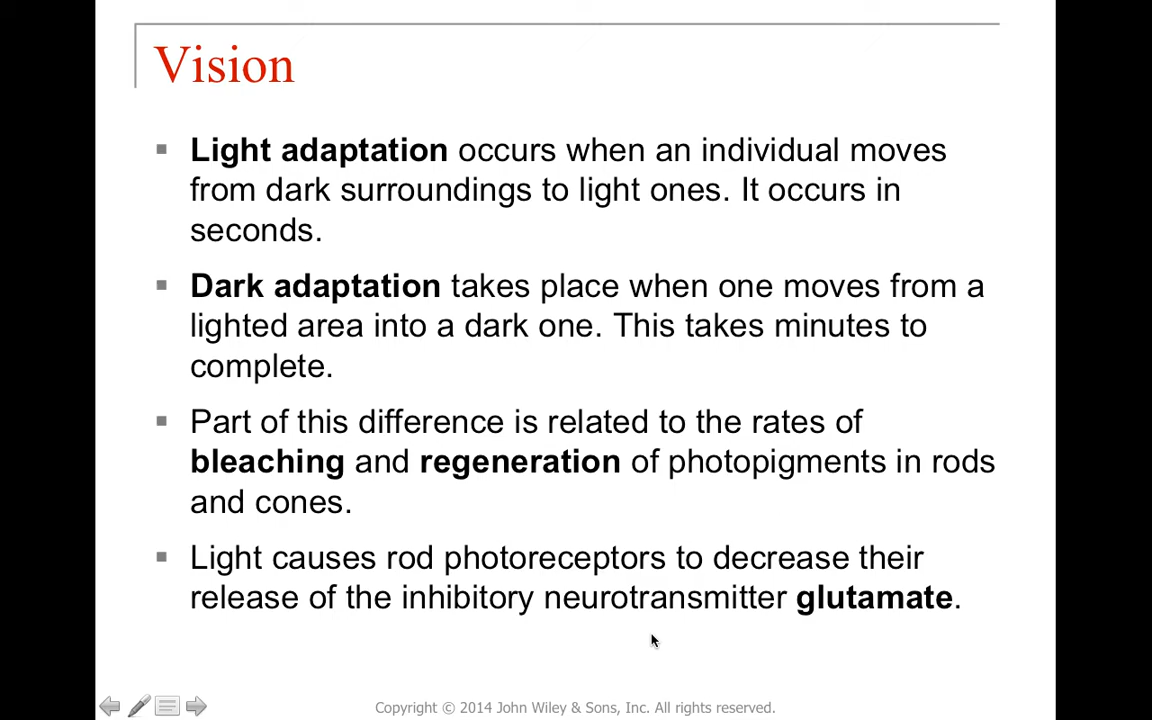 Vision
▪ Light adaptation occurs when an individual moves
from dark surroundings to light ones. It occurs in
seconds.
▪ Dark adaptation takes place when one moves from a
lighted area into a dark one. This takes minutes to
complete.
▪ Part of this difference is related to the rates of
bleaching and regeneration of photopigments in rods
and cones.
▪ Light causes rod photoreceptors to decrease their
release of the inhibitory neurotransmitter glutamate.
Copyright © 2014 John Wiley & Sons, Inc. All rights reserved.